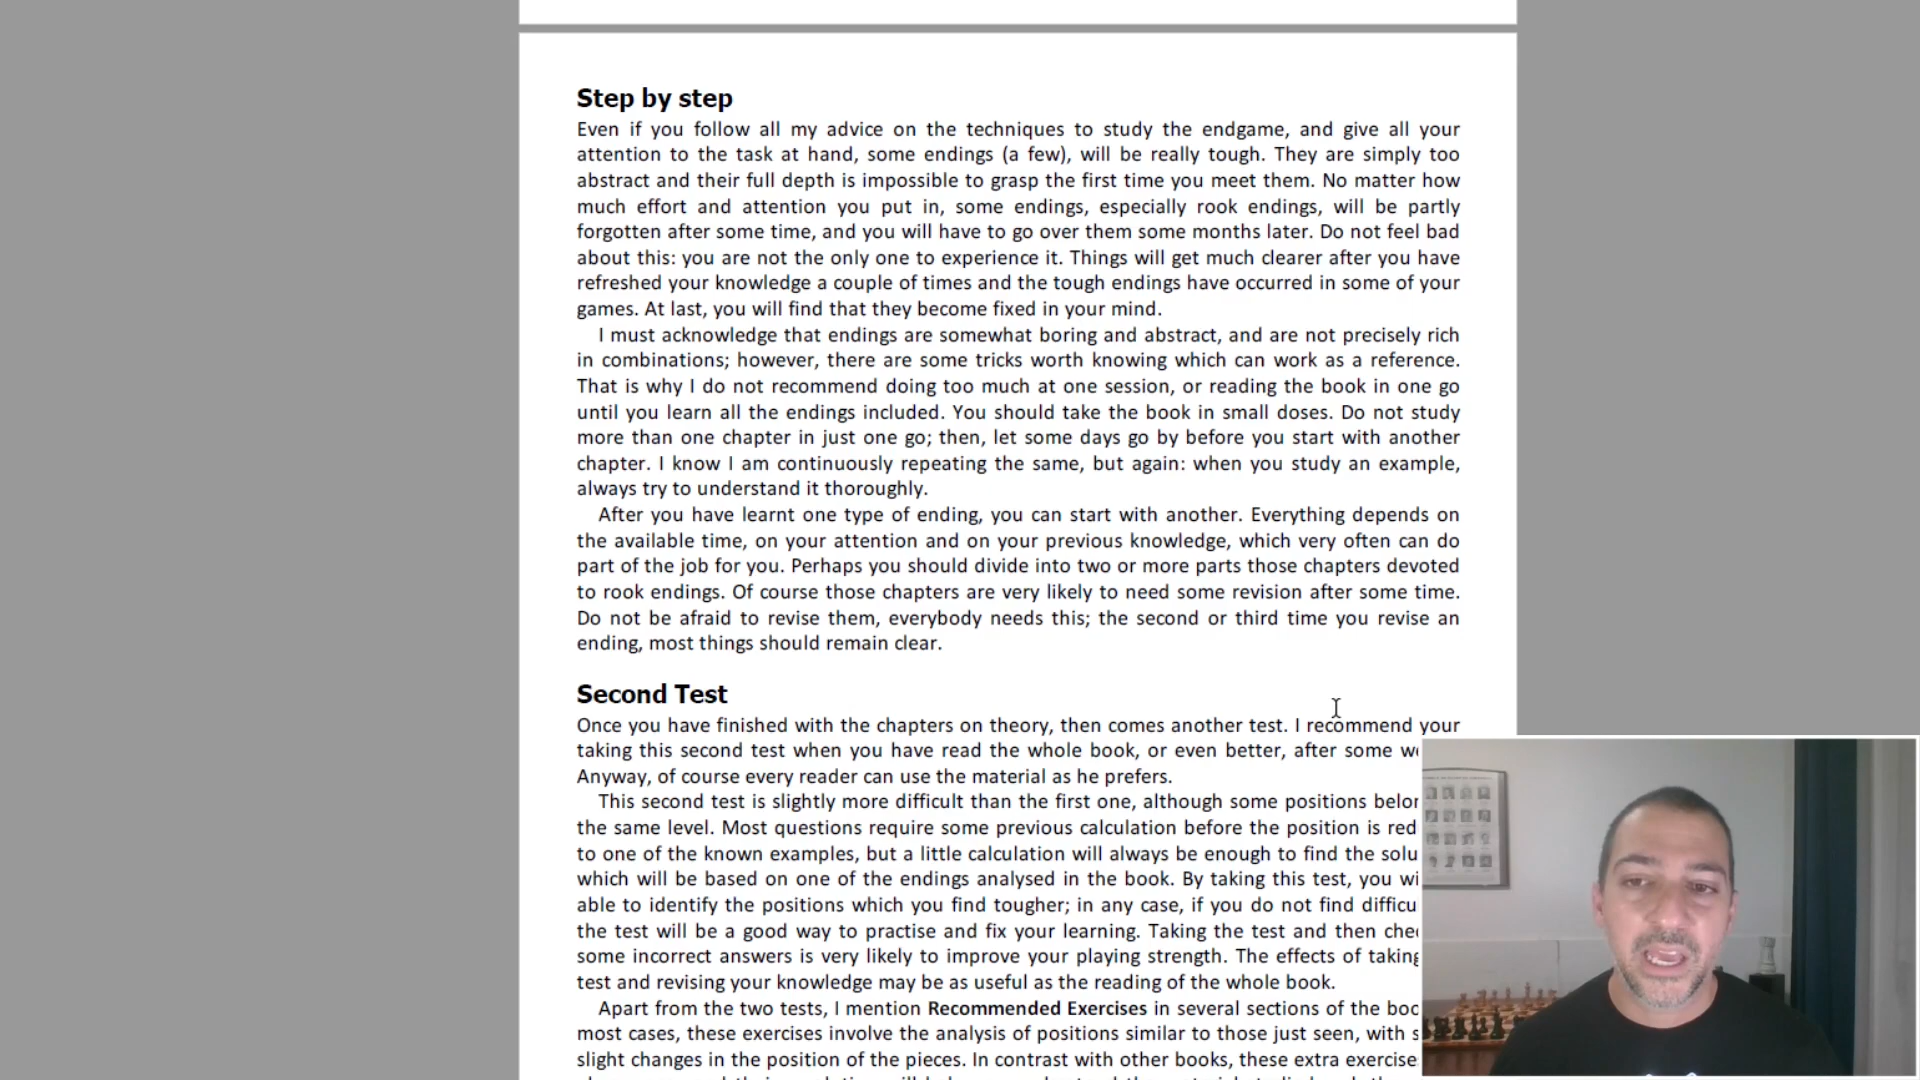 Step by step
Even if you follow all my advice on the techniques to study the endgame, and give all your
attention to the task at hand, some endings (a few), will be really tough. They are simply too
abstract and their full depth is impossible to grasp the first time you meet them. No matter how
much effort and attention you put in, some endings, especially rook endings, will be partly
forgotten after some time, and you will have to go over them some months later. Do not feel bad
about this: you are not the only one to experience it. Things will get much clearer after you have
refreshed your knowledge a couple of times and the tough endings have occurred in some of your
games. At last, you will find that they become fixed in your mind.
I must acknowledge that endings are somewhat boring and abstract, and are not precisely rich
in combinations; however, there are some tricks worth knowing which can work as a reference.
That is why I do not recommend doing too much at one session, or reading the book in one go
until you learn all the endings included. You should take the book in small doses. Do not study
more than one chapter in just one go; then, let some days go by before you start with another
chapter. I know I am continuously repeating the same, but again: when you study an example,
always try to understand it thoroughly.
After you have learnt one type of ending, you can start with another. Everything depends on
the available time, on your attention and on your previous knowledge, which very often can do
part of the job for you. Perhaps you should divide into two or more parts those chapters devoted
to rook endings. Of course those chapters are very likely to need some revision after some time.
Do not be afraid to revise them, everybody needs this; the second or third time you revise an
ending, most things should remain clear.
Second Test
Once you have finished with the chapters on theory, then comes another test. I recommend your
taking this second test when you have read the whole book, or even better, after some
Anyway, of course every reader can use the material as he prefers.
This second test is slightly more difficult than the first one, although some positions
the same level. Most questions require some previous calculation before the position is
to one of the known examples, but a little calculation will always be enough to find the
which will be based on one of the endings analysed in the book. By taking this test, you
able to identify the positions which you find tougher; in any case, if you do not find
the test will be a good way to practise and fix your learning. Taking the test and then
some incorrect answers is very likely to improve your playing strength. The effects of
test and revising your knowledge may be as useful as the reading of the whole book.
Apart from the two tests, I mention Recommended Exercises in several sections of the
most cases, these exercises involve the analysis of positions similar to those just seen, with
slight changes in the position of the pieces. In contrast with other books, these extra